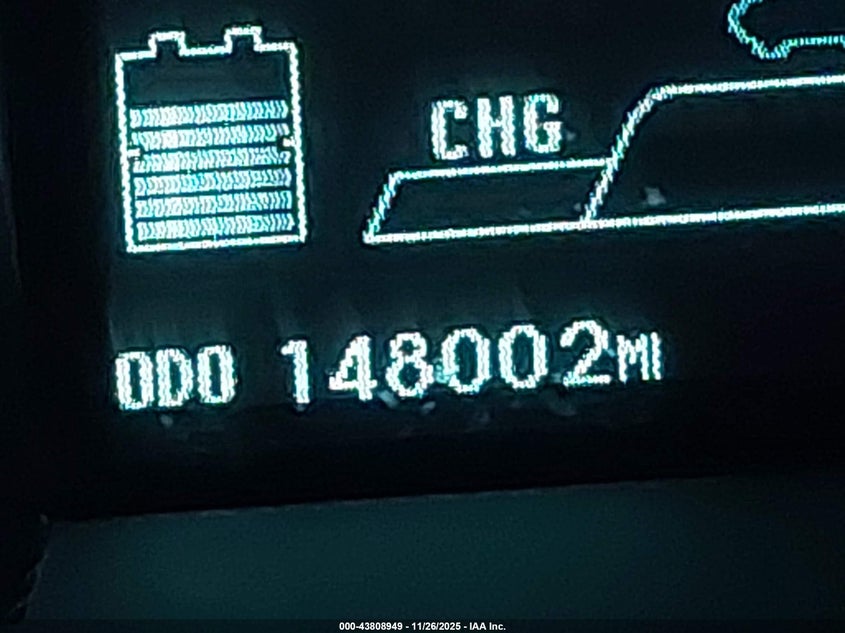 CHG
ODO 148002MI
000-43808949 - 11/26/2025 - IAA Inc.